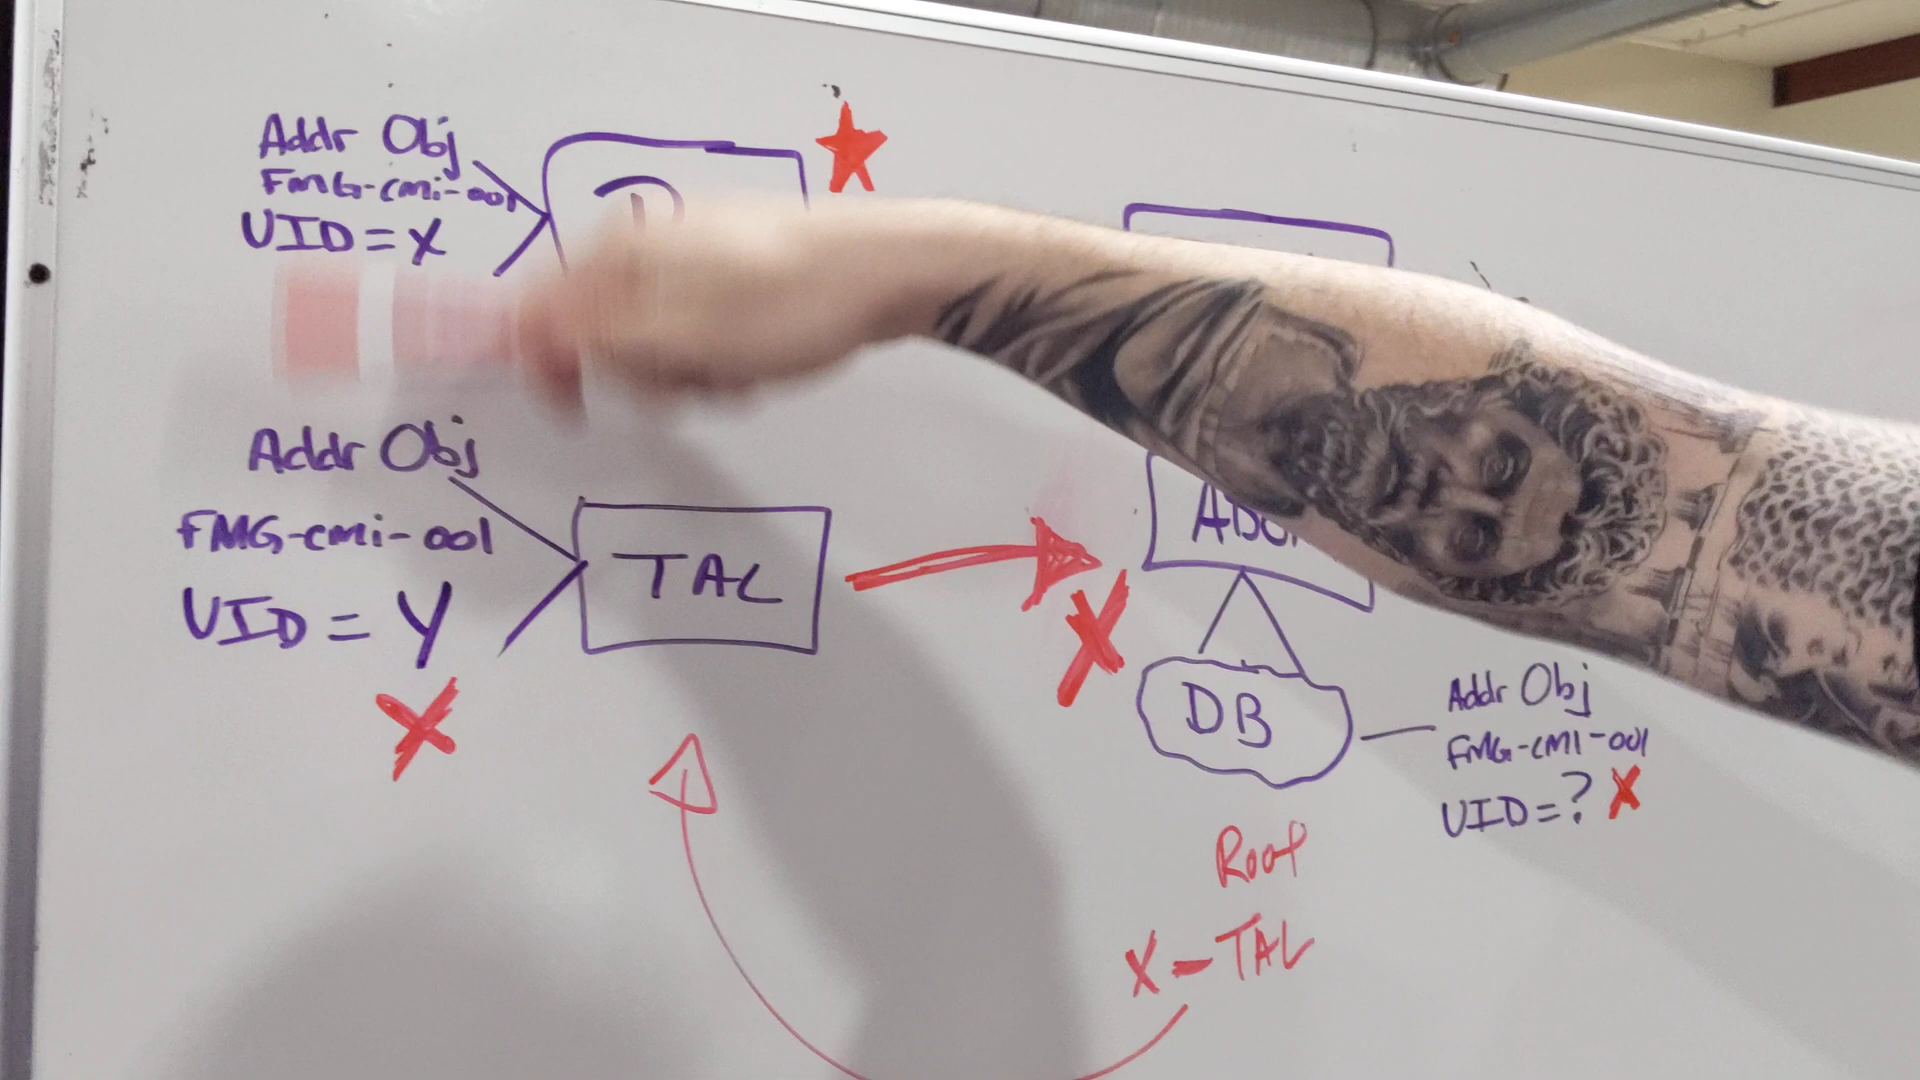 Addr Obj
FMG-cmi-001
UID = X
Addr Obj
FMG-cmi-001
UID = Y
X
TAL
X
DB
Addr Obj
FMG-CMI-001
UID = ? X
Root
X - TAL